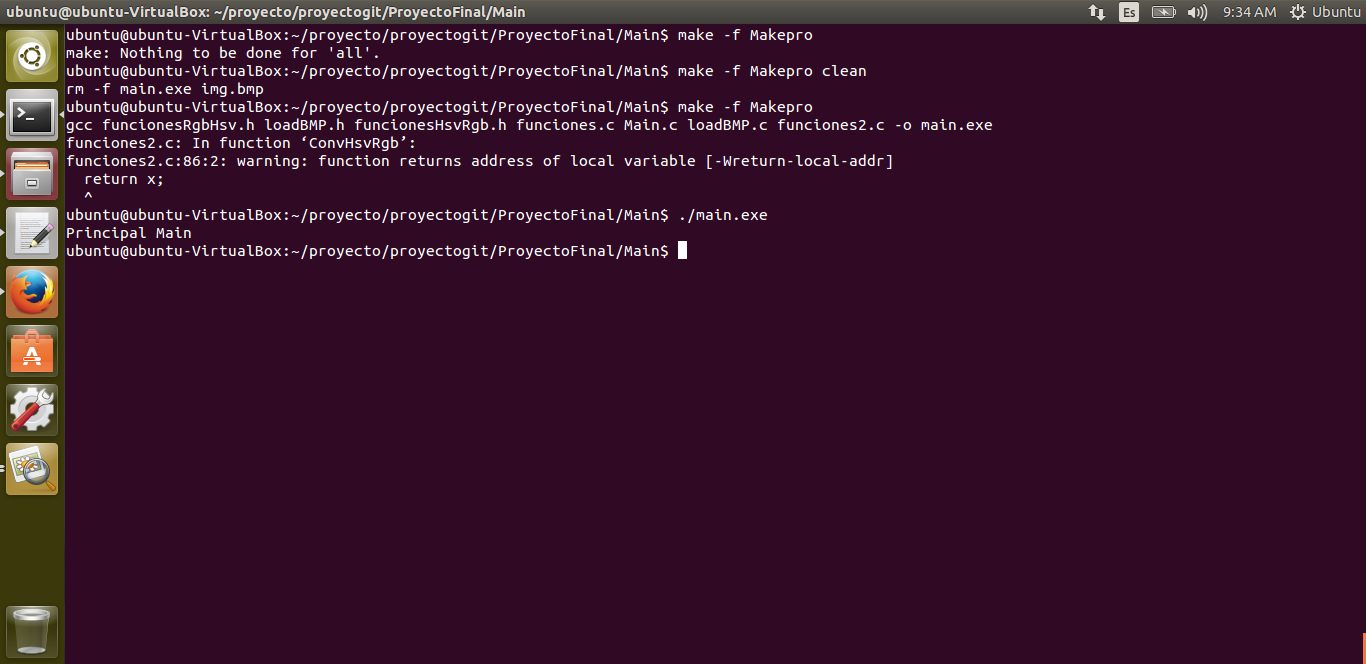 ubuntu@ubuntu-VirtualBox: ~/proyecto/proyectogit/ProyectoFinal/Main
Es
9:34 AM
Ubuntu
ubuntu@ubuntu-VirtualBox:~/proyecto/proyectogit/ProyectoFinal/Main$ make -f Makepro
make: Nothing to be done for 'all'.
ubuntu@ubuntu-VirtualBox:~/proyecto/proyectogit/ProyectoFinal/Main$ make -f Makepro clean
rm -f main.exe img.bmp
ubuntu@ubuntu-VirtualBox:~/proyecto/proyectogit/ProyectoFinal/Main$ make -f Makepro
gcc funcionesRgbHsv.h loadBMP.h funcionesHsvRgb.h funciones.c Main.c loadBMP.c funciones2.c -o main.exe
funciones2.c: In function ‘ConvHsvRgb’:
funciones2.c:86:2: warning: function returns address of local variable [-Wreturn-local-addr]
  return x;
  ^
ubuntu@ubuntu-VirtualBox:~/proyecto/proyectogit/ProyectoFinal/Main$ ./main.exe
Principal Main
ubuntu@ubuntu-VirtualBox:~/proyecto/proyectogit/ProyectoFinal/Main$